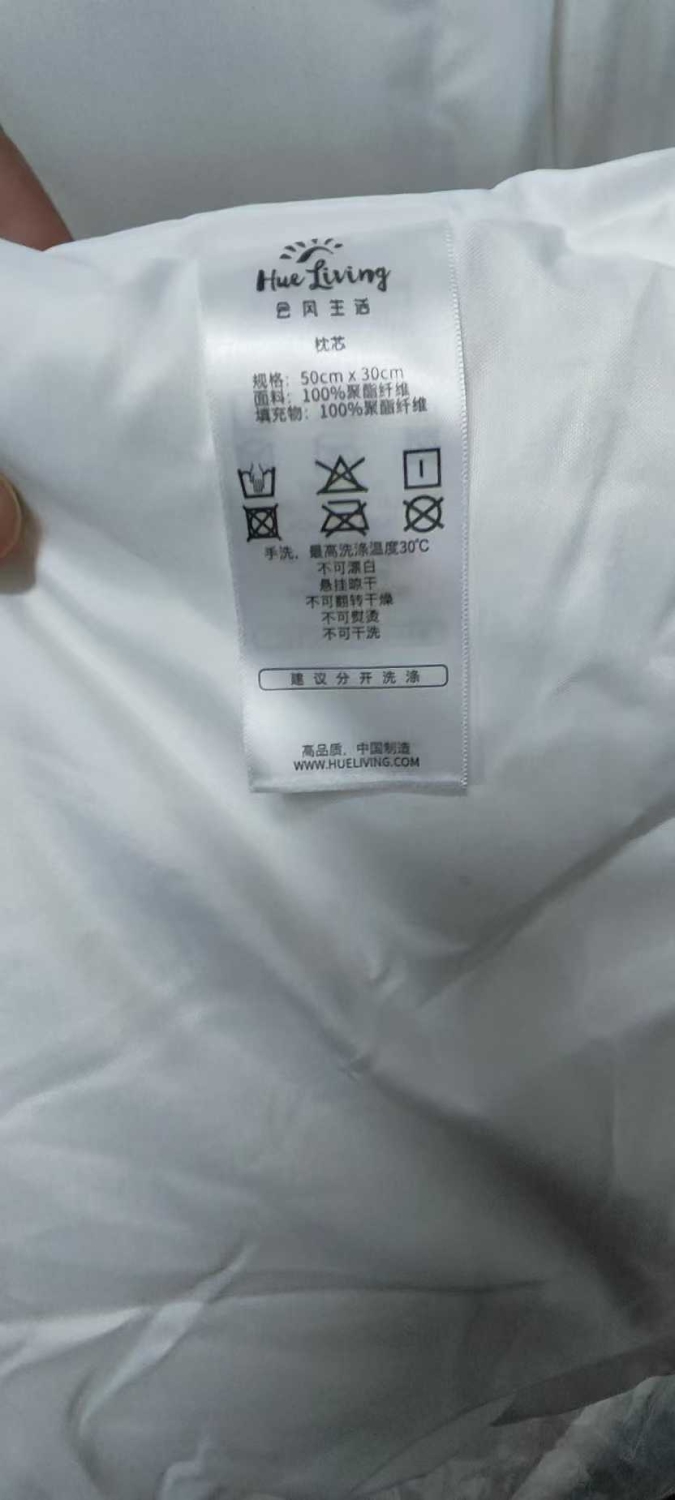 Hue Living
会风生活
枕芯
规格：50cm x 30cm
面料：100%聚酯纤维
填充物：100%聚酯纤维
手洗，最高洗涤温度30℃
不可漂白
悬挂晾干
不可翻转干燥
不可熨烫
不可干洗
建议分开洗涤
高品质，中国制造
WWW.HUELIVING.COM